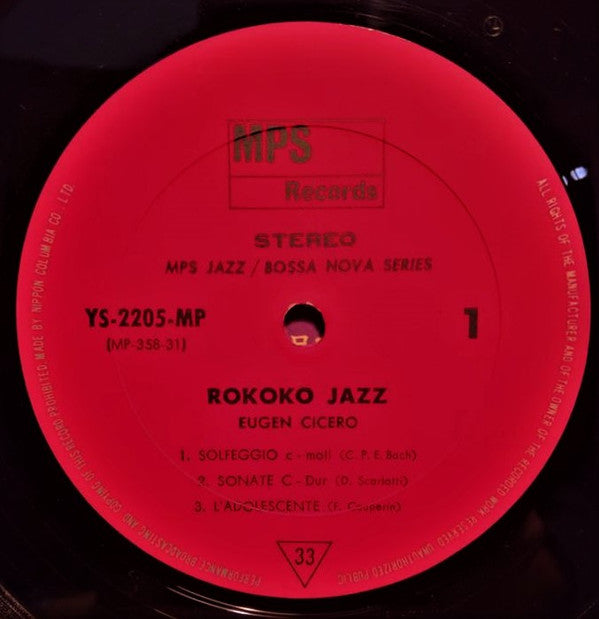 MPS
Records
STEREO
MPS JAZZ / BOSSA NOVA SERIES
YS-2205-MP
(MP-358-31)
1
ROKOKO JAZZ
EUGEN CICERO
1. SOLFEGGIO c - moll (C. P. E. Bach)
2. SONATE C - Dur (D. Scarlatti)
3. L'ADOLESCENTE (F. Couperin)
33
ALL RIGHTS OF THE MANUFACTURER AND OF THE OWNER OF THE RECORDED WORK RESERVED UNAUTHORIZED PUBLIC PERFORMANCE BROADCASTING AND COPYING OF THIS RECORD PROHIBITED MADE BY NIPPON COLUMBIA CO., LTD.